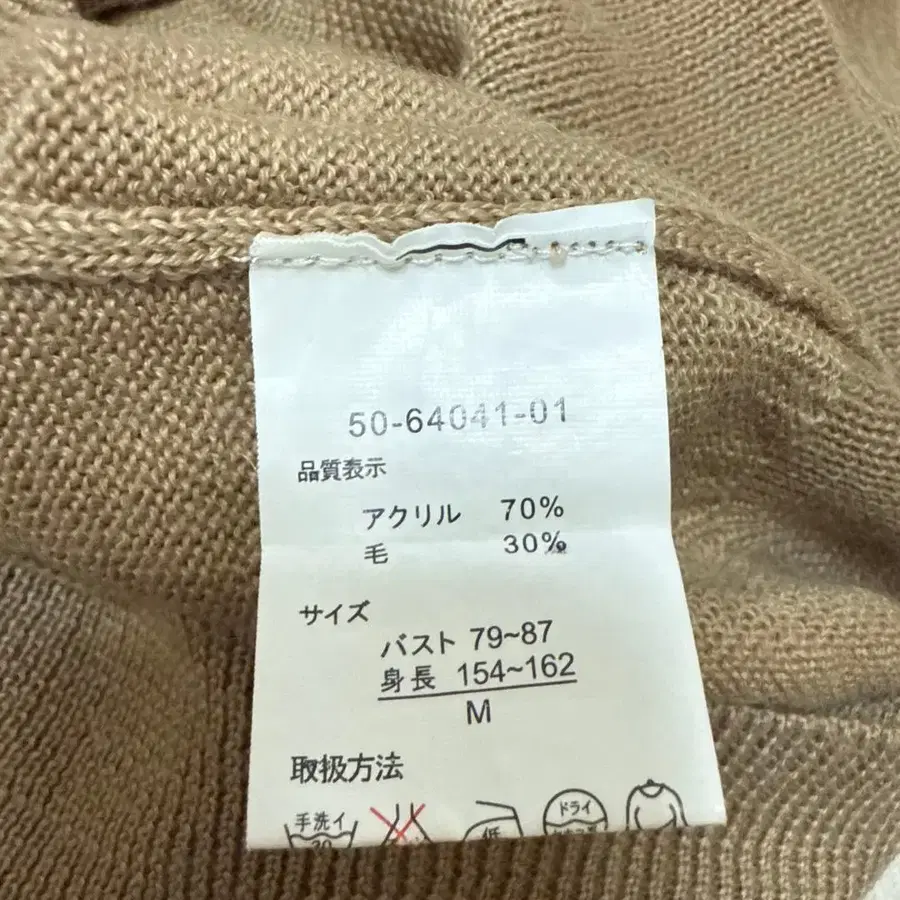 50-64041-01
品質表示
アクリル 70%
毛 30%
サイズ
バスト 79~87
身長 154~162
M
取扱方法
手洗イ 低 ドライ
30